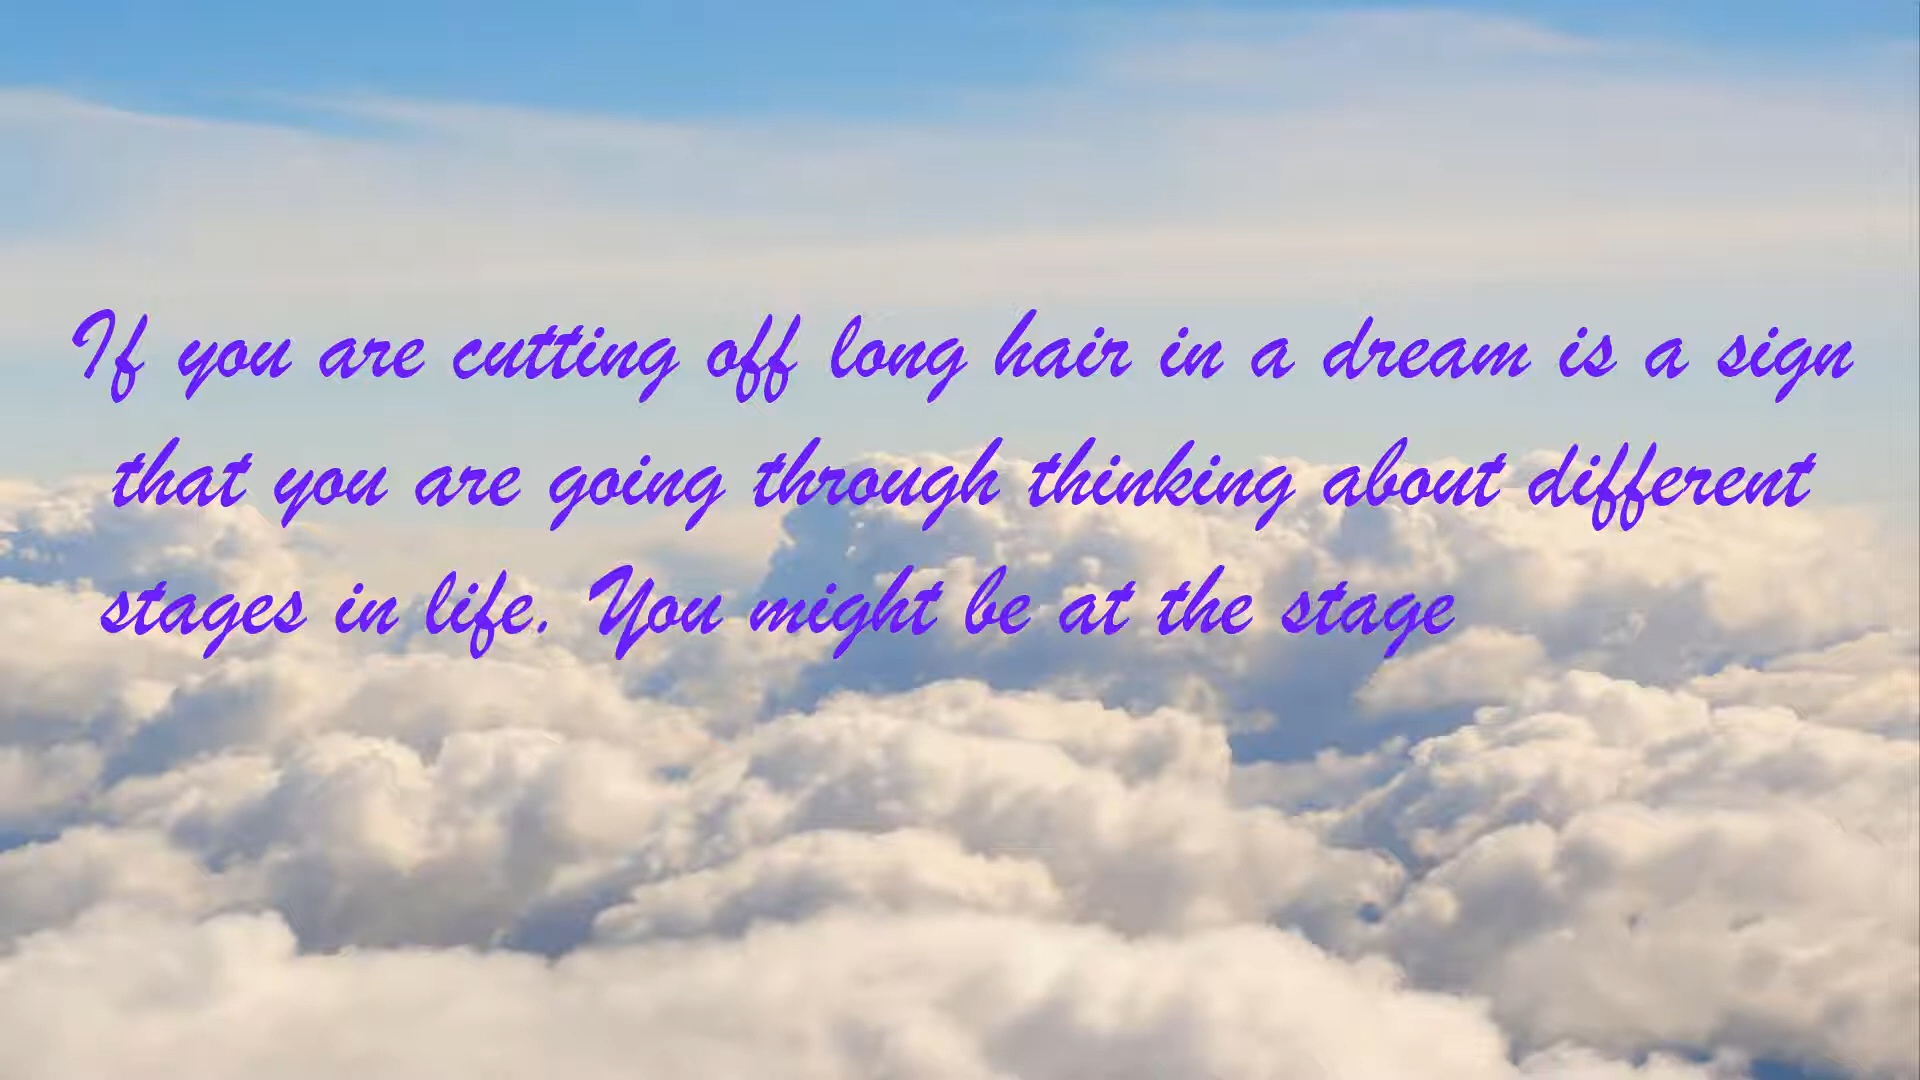 If you are cutting off long hair in a dream is a sign
that you are going through thinking about different
stages in life. You might be at the stage